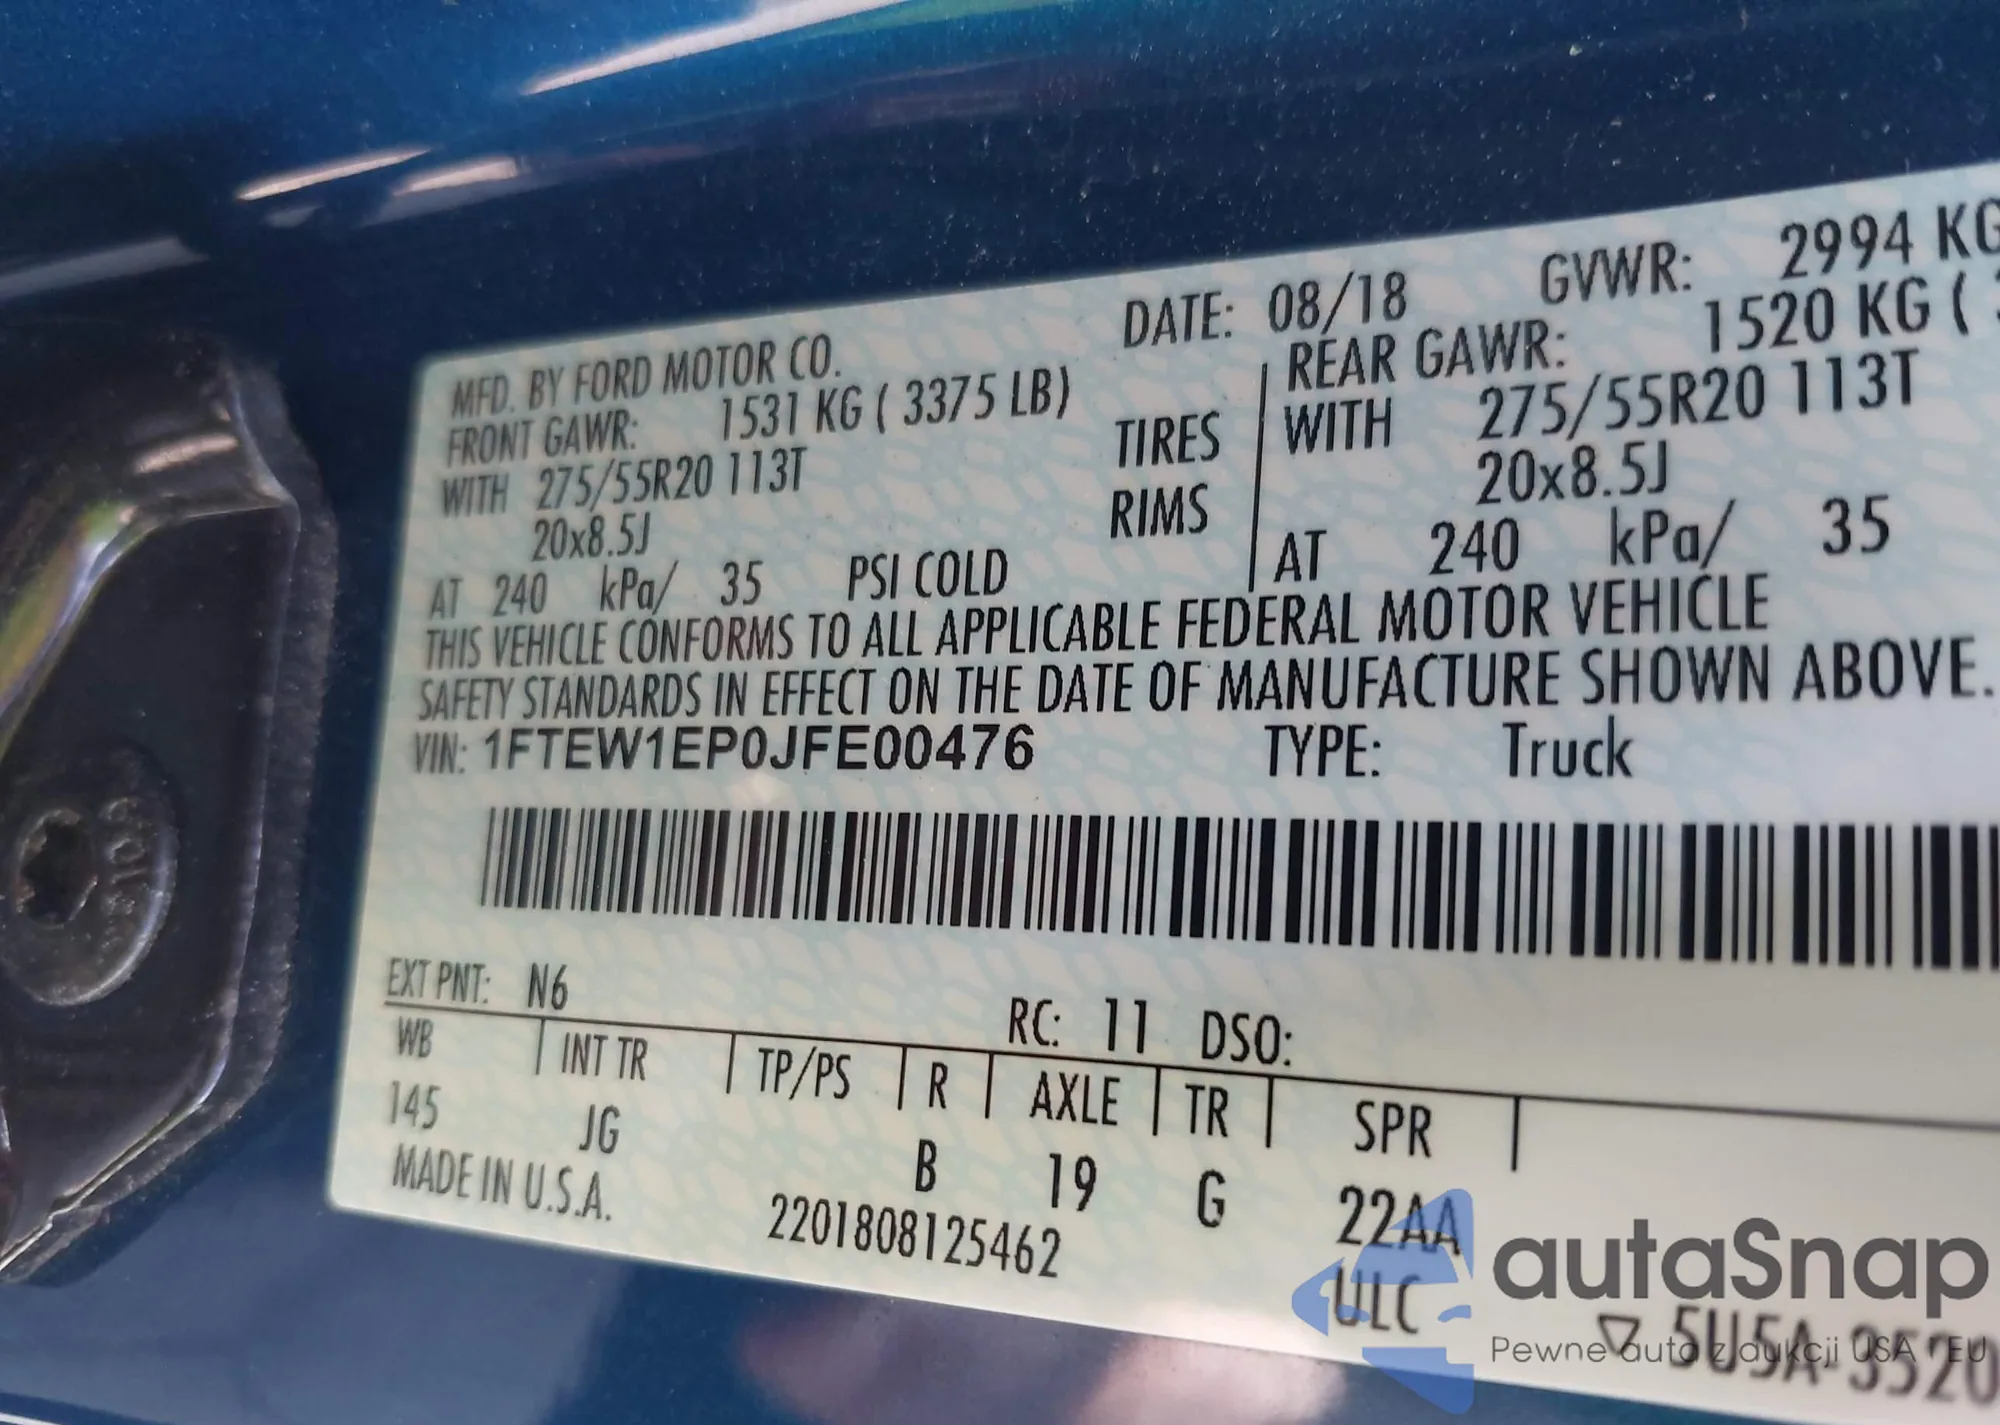 MFD. BY FORD MOTOR CO. DATE: 08/18 GVWR: 2994 KG
FRONT GAWR: 1531 KG ( 3375 LB) REAR GAWR: 1520 KG (
WITH 275/55R20 113T TIRES WITH 275/55R20 113T
20x8.5J RIMS 20x8.5J
AT 240 kPa/ 35 PSI COLD AT 240 kPa/ 35
THIS VEHICLE CONFORMS TO ALL APPLICABLE FEDERAL MOTOR VEHICLE
SAFETY STANDARDS IN EFFECT ON THE DATE OF MANUFACTURE SHOWN ABOVE.
VIN: 1FTEW1EP0JFE00476 TYPE: Truck
EXT PNT: N6 RC: 11 DSO:
WB INT TR TP/PS R AXLE TR SPR
145 JG B 19 G 22AA
MADE IN U.S.A. 2201808125462 ULC
5U5A-3520
autaSnap
Pewne auta z aukcji USA i EU